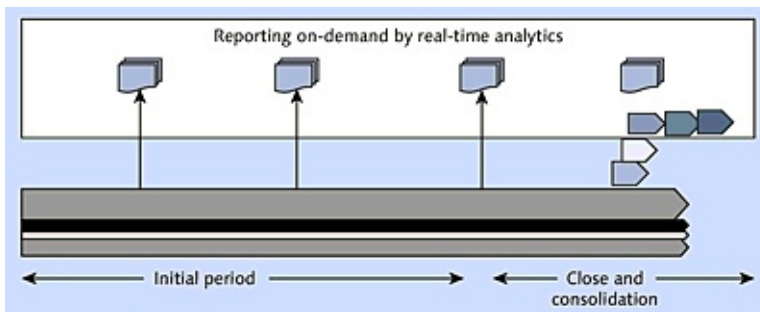 Reporting on-demand by real-time analytics
Initial period
Close and
consolidation